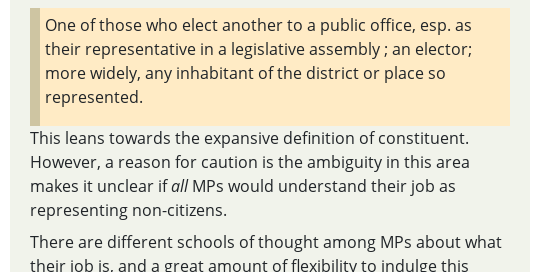 One of those who elect another to a public office, esp. as
their representative in a legislative assembly ; an elector;
more widely, any inhabitant of the district or place so
represented.
This leans towards the expansive definition of constituent.
However, a reason for caution is the ambiguity in this area
makes it unclear if all MPs would understand their job as
representing non-citizens.
There are different schools of thought among MPs about what
their job is, and a great amount of flexibility to indulge this